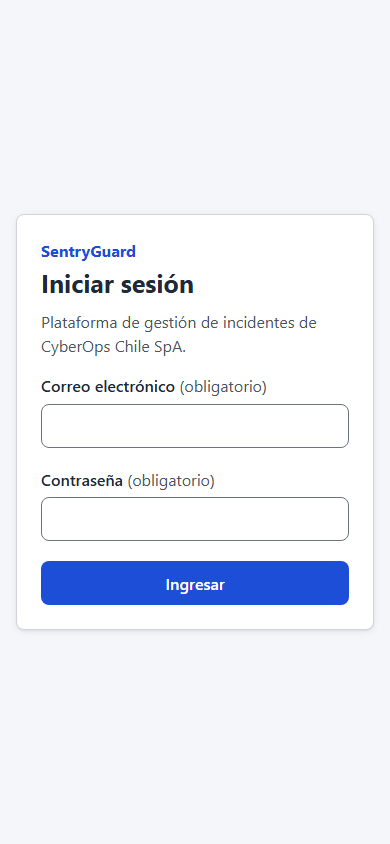 SentryGuard
Iniciar sesión
Plataforma de gestión de incidentes de
CyberOps Chile SpA.
Correo electrónico (obligatorio)
Contraseña (obligatorio)
Ingresar